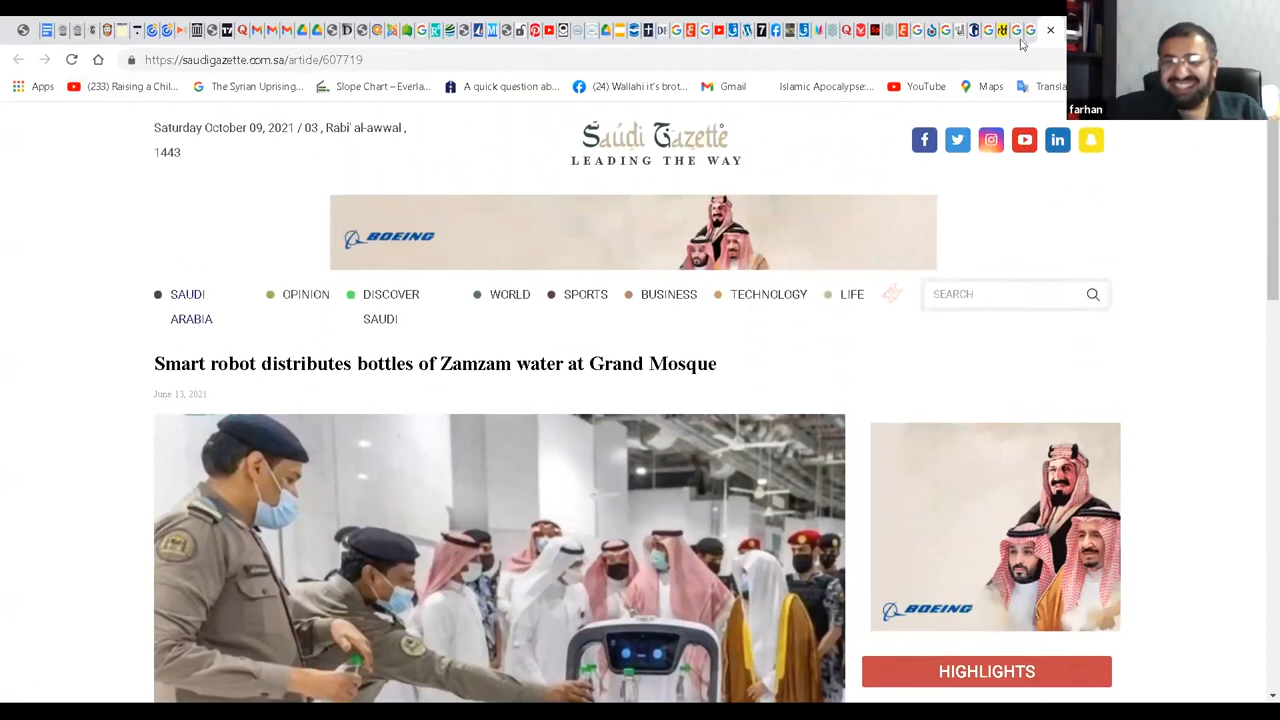 https://saudigazette.com.sa/article/607719
farhan
Apps
(233) Raising a Chil...
The Syrian Uprising...
Slope Chart – Everla...
A quick question ab...
(24) Wallahi it's brot...
Gmail
Islamic Apocalypse:...
YouTube
Maps
Transla
Saturday October 09, 2021 / 03 , Rabi' al-awwal ,
1443
Saudi Gazette
LEADING THE WAY
BOEING
SAUDI
ARABIA
OPINION
DISCOVER
SAUDI
WORLD
SPORTS
BUSINESS
TECHNOLOGY
LIFE
SEARCH
Smart robot distributes bottles of Zamzam water at Grand Mosque
June 13, 2021
BOEING
HIGHLIGHTS